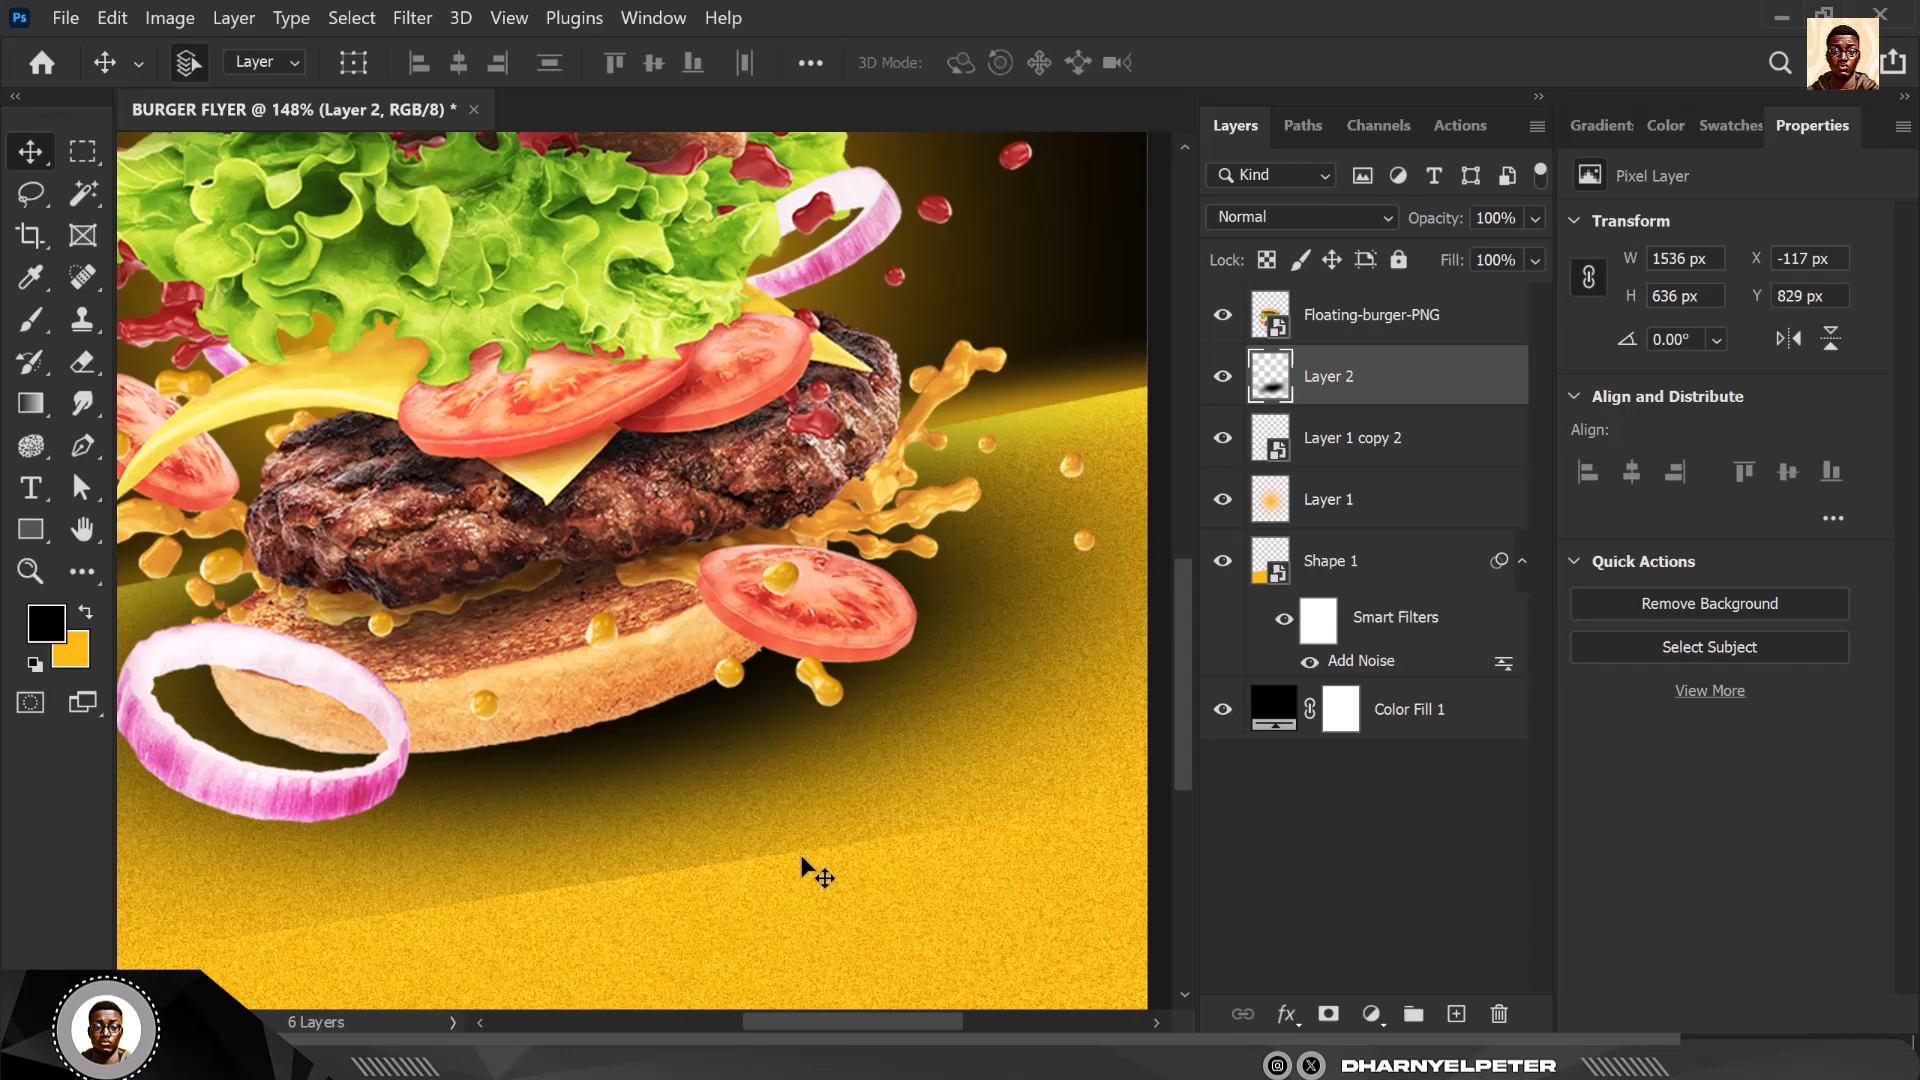 Ps File Edit Image Layer Type Select Filter 3D View Plugins Window Help
Layer 3D Mode:
BURGER FLYER @ 148% (Layer 2, RGB/8) *
Layers Paths Channels Actions
Gradient Color Swatches Properties
Kind
Pixel Layer
Normal Opacity: 100%
Transform
Lock: Fill: 100%
W 1536 px X -117 px
H 636 px Y 829 px
0.00°
Floating-burger-PNG
Layer 2
Layer 1 copy 2
Layer 1
Shape 1
Smart Filters
Add Noise
Color Fill 1
Align and Distribute
Align:
Quick Actions
Remove Background
Select Subject
View More
6 Layers
DHARNYELPETER